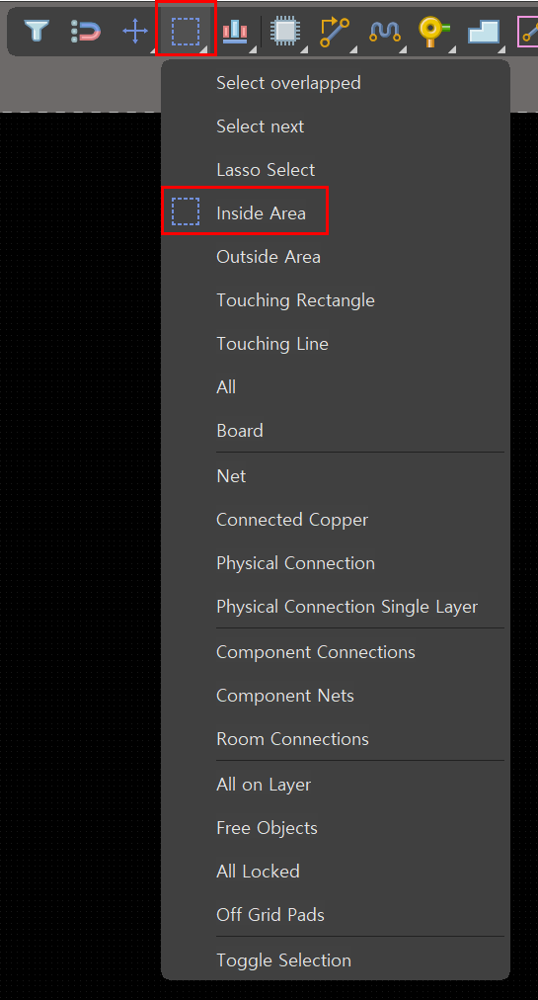 Select overlapped
Select next
Lasso Select
Inside Area
Outside Area
Touching Rectangle
Touching Line
All
Board
Net
Connected Copper
Physical Connection
Physical Connection Single Layer
Component Connections
Component Nets
Room Connections
All on Layer
Free Objects
All Locked
Off Grid Pads
Toggle Selection